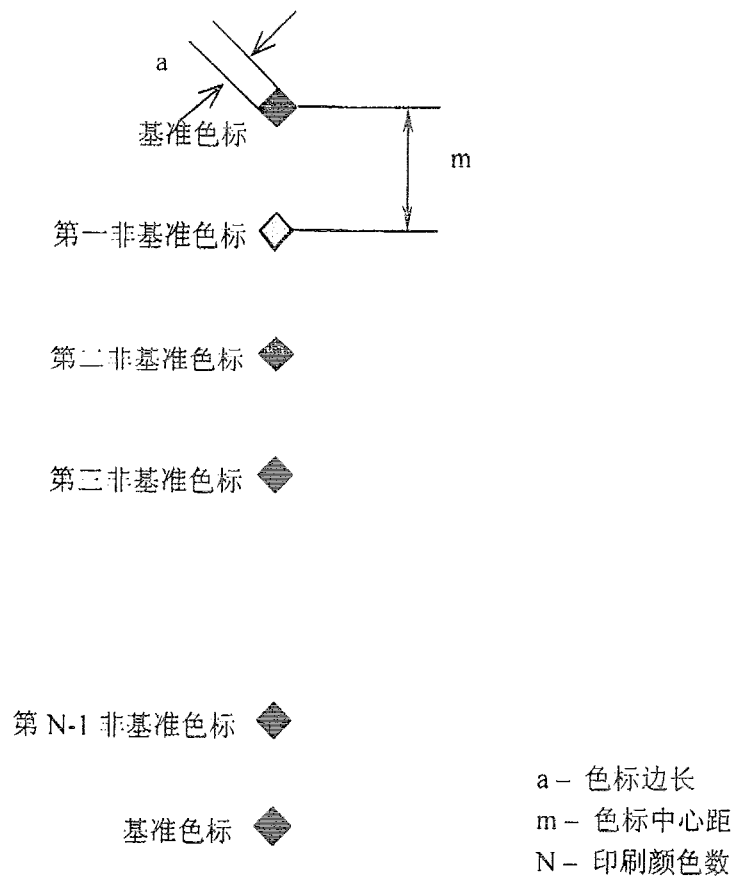 a
基准色标
m
第一非基准色标
第二非基准色标
第三非基准色标
第 N-1 非基准色标
基准色标
a – 色标边长
m – 色标中心距
N – 印刷颜色数